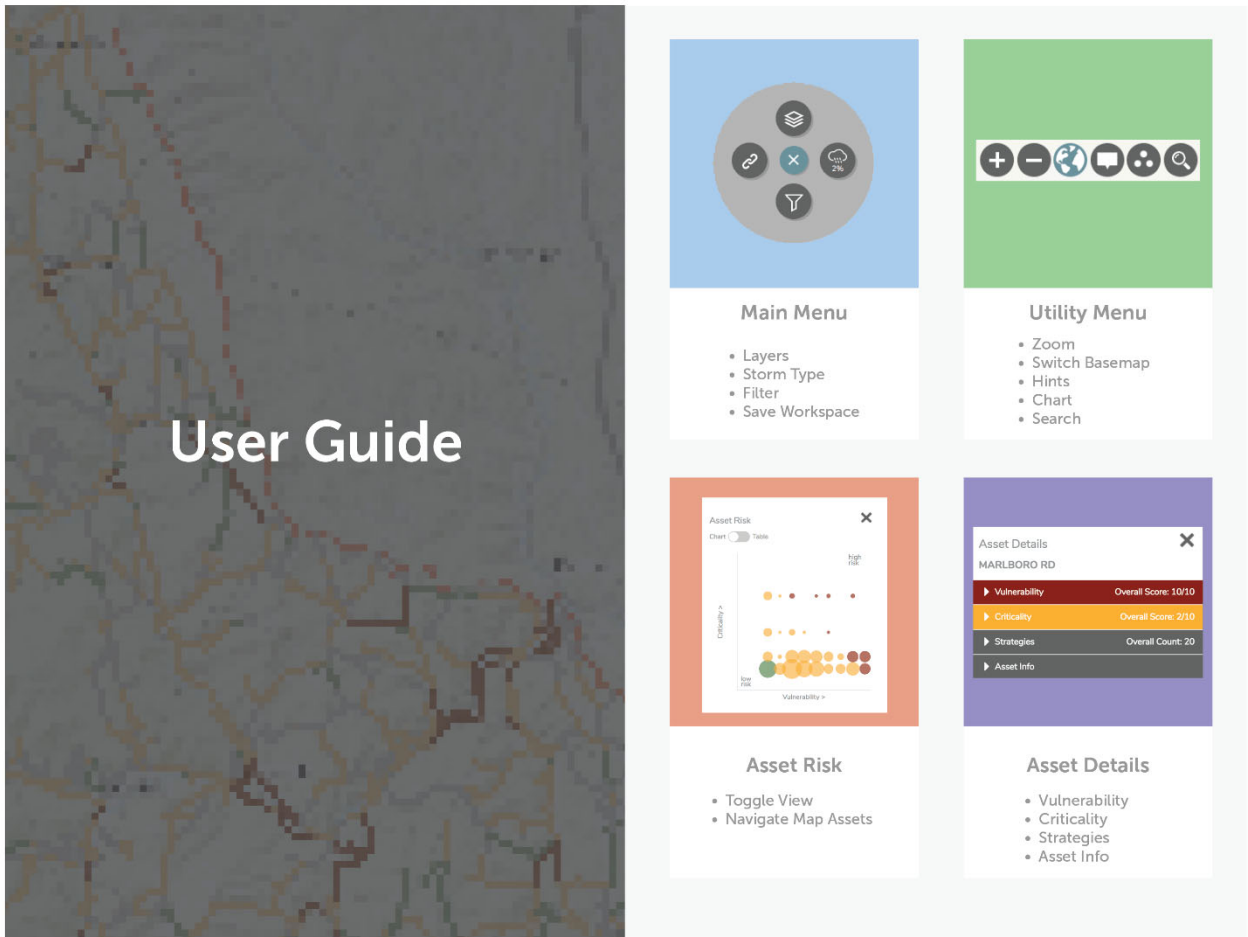 User Guide
2%
Main Menu
• Layers
• Storm Type
• Filter
• Save Workspace
Utility Menu
• Zoom
• Switch Basemap
• Hints
• Chart
• Search
Asset Risk
Chart Table
high
risk
Criticality >
low
risk
Vulnerability >
Asset Risk
• Toggle View
• Navigate Map Assets
Asset Details
MARLBORO RD
Vulnerability Overall Score: 10/10
Criticality Overall Score: 2/10
Strategies Overall Count: 20
Asset Info
Asset Details
• Vulnerability
• Criticality
• Strategies
• Asset Info